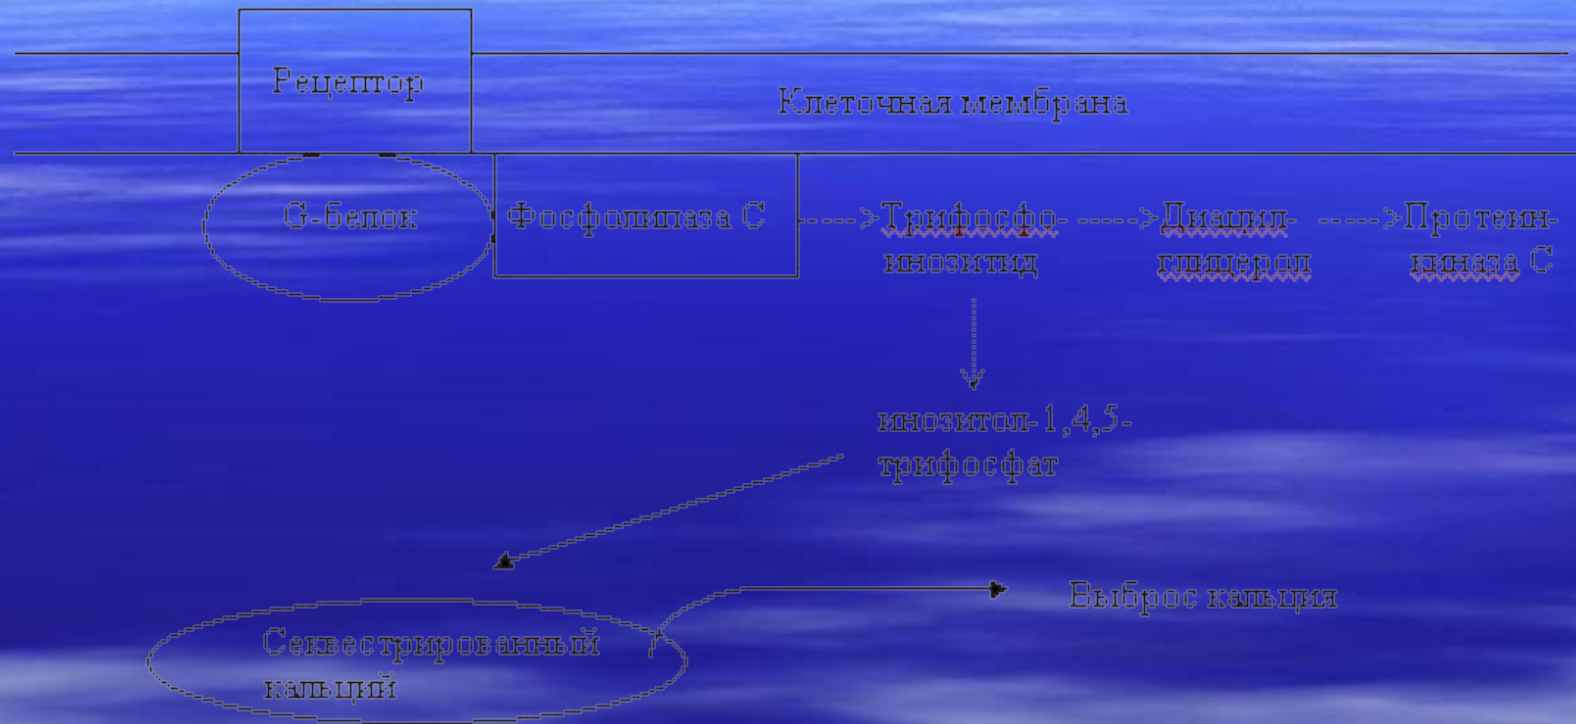 Рецептор
Клеточная мембрана
G-белок
Фосфолипаза С
Трифосфо-
инозитид
Диацил-
глицерол
Протеин-
киназа С
инозитол-1,4,5-
трифосфат
Выброс кальция
Секвестрированный
кальций